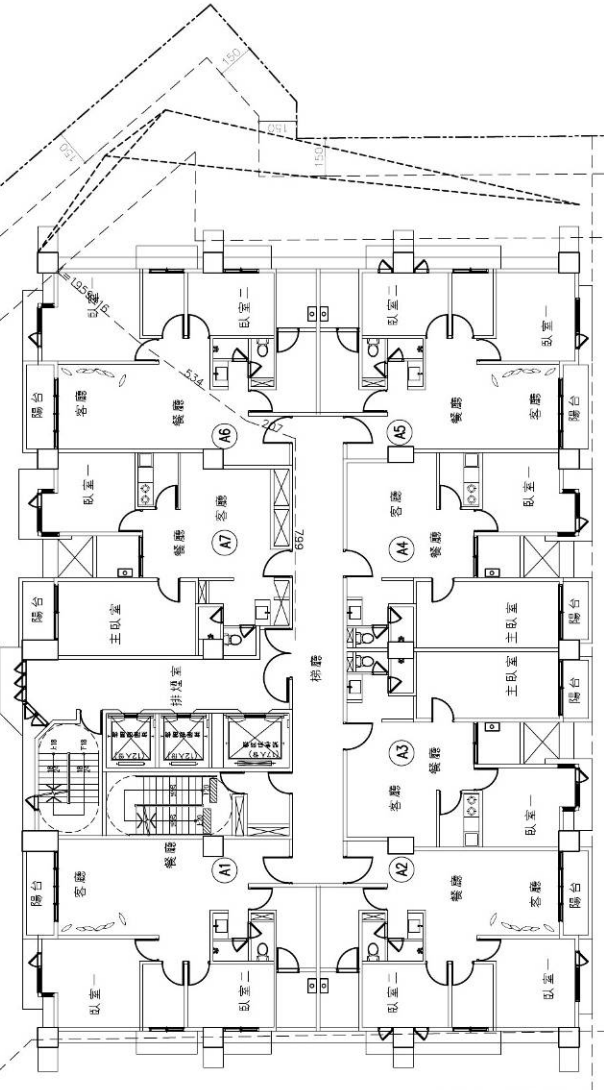 150
150
150
150
臥室一
臥室二
臥室二
臥室一
534
陽台
客廳
餐廳
餐廳
客廳
陽台
207
A6
A5
臥室一
客廳
客廳
臥室一
餐廳
A7
A4
餐廳
799
陽台
主臥室
主臥室
陽台
排煙室
梯廳
主臥室
陽台
A3
餐廳
客廳
臥室一
陽台
客廳
餐廳
A1
A2
餐廳
客廳
陽台
臥室一
臥室二
臥室二
臥室一